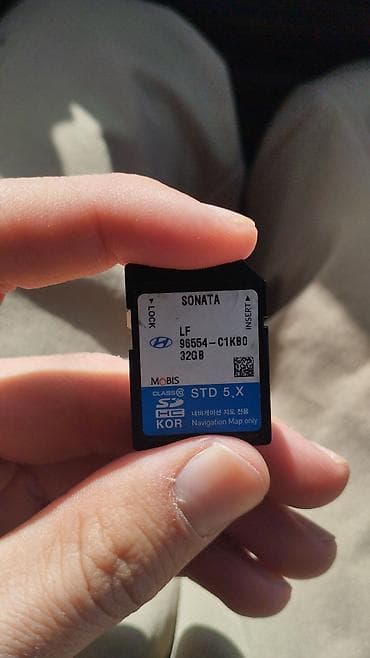 SONATA
LOCK
INSERT
LF
96554-C1KB0
32GB
MOBIS
CLASS 10
STD 5.X
SD
HC
KOR
내비게이션 지도 전용
Navigation Map only